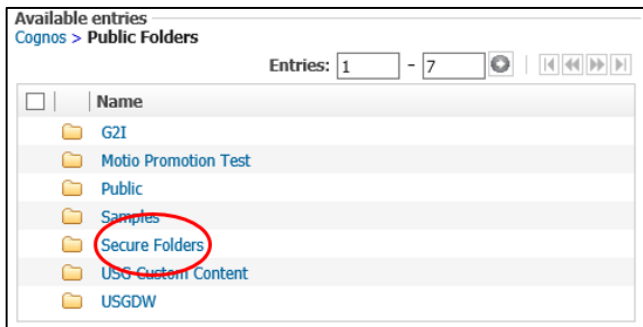 Available entries
Cognos > Public Folders
Entries: 1 - 7
Name
G2I
Motio Promotion Test
Public
Samples
Secure Folders
USG Custom Content
USGDW